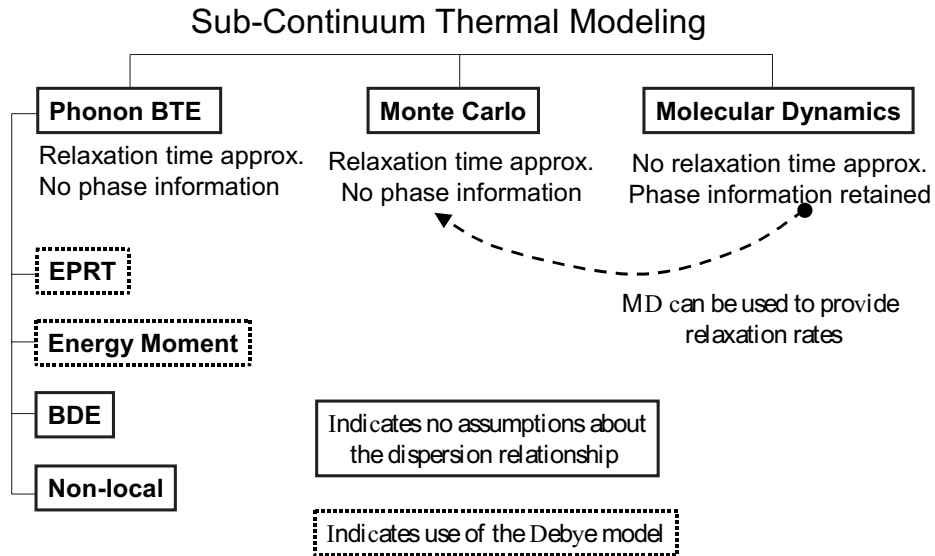 Sub-Continuum Thermal Modeling
Phonon BTE
Relaxation time approx.
No phase information
Monte Carlo
Relaxation time approx.
No phase information
Molecular Dynamics
No relaxation time approx.
Phase information retained
MD can be used to provide
relaxation rates
EPRT
Energy Moment
BDE
Non-local
Indicates no assumptions about
the dispersion relationship
Indicates use of the Debye model